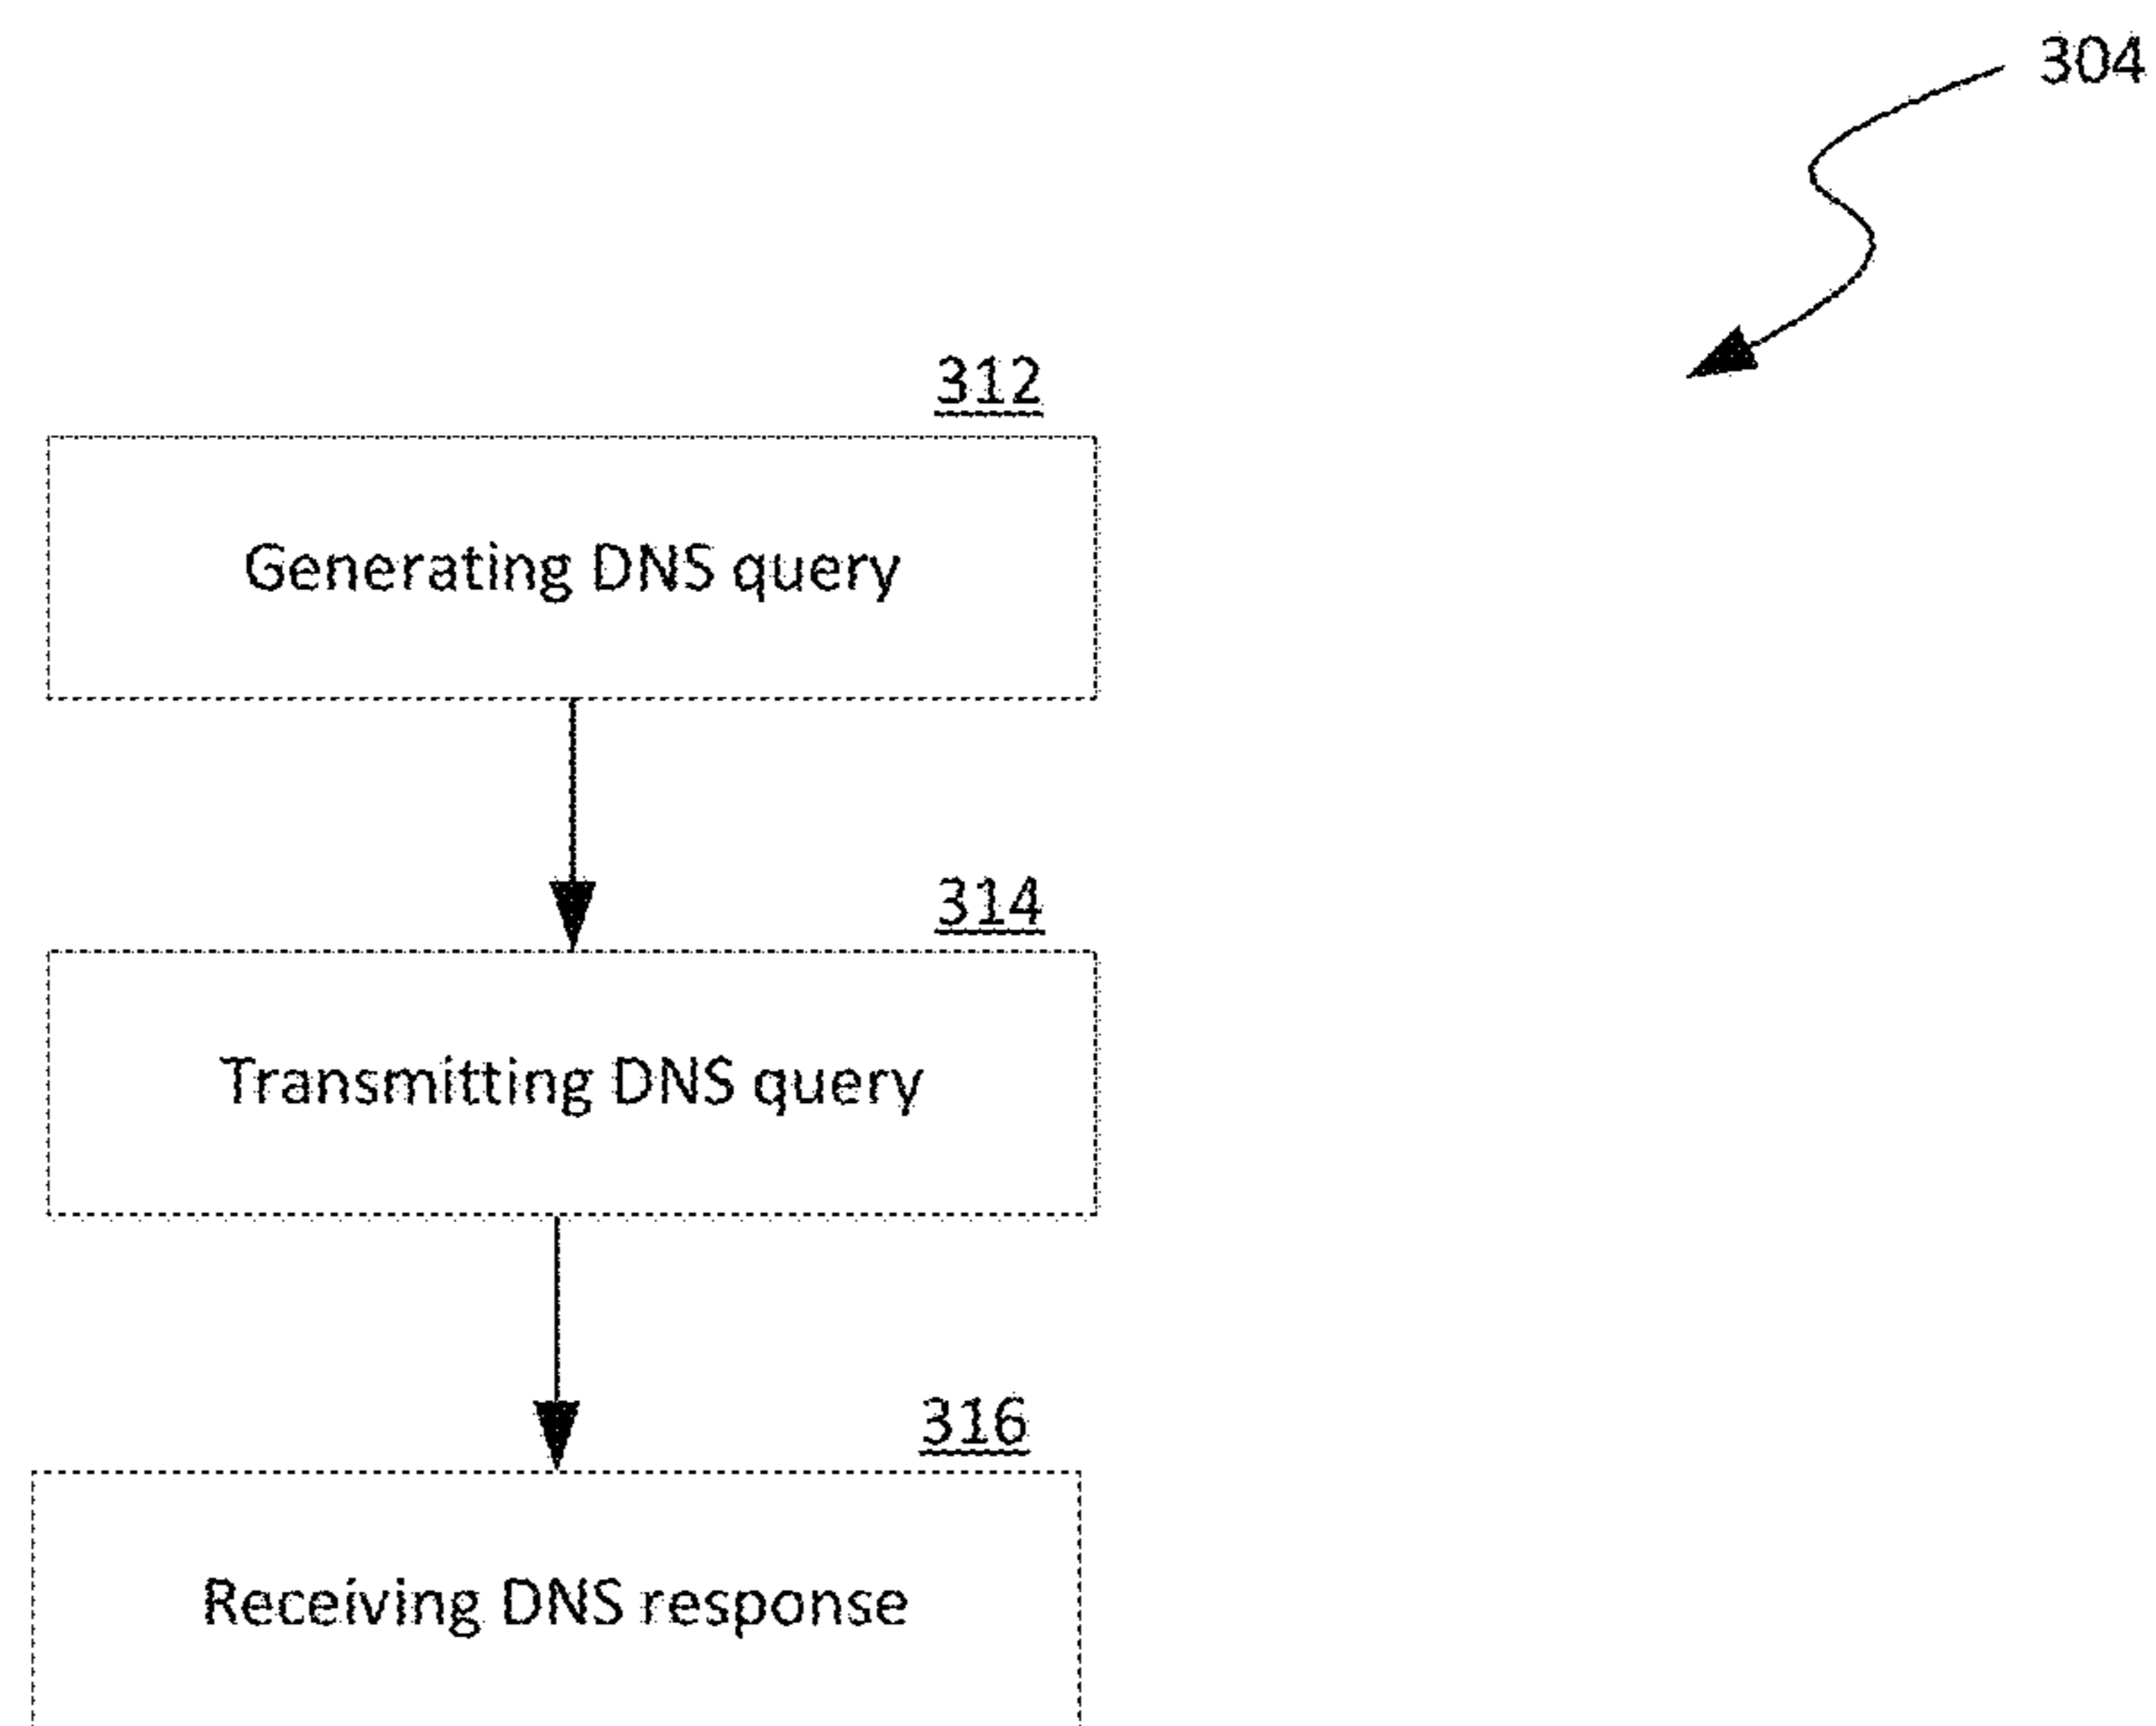 304
312
Generating DNS query
314
Transmitting DNS query
316
Receiving DNS response